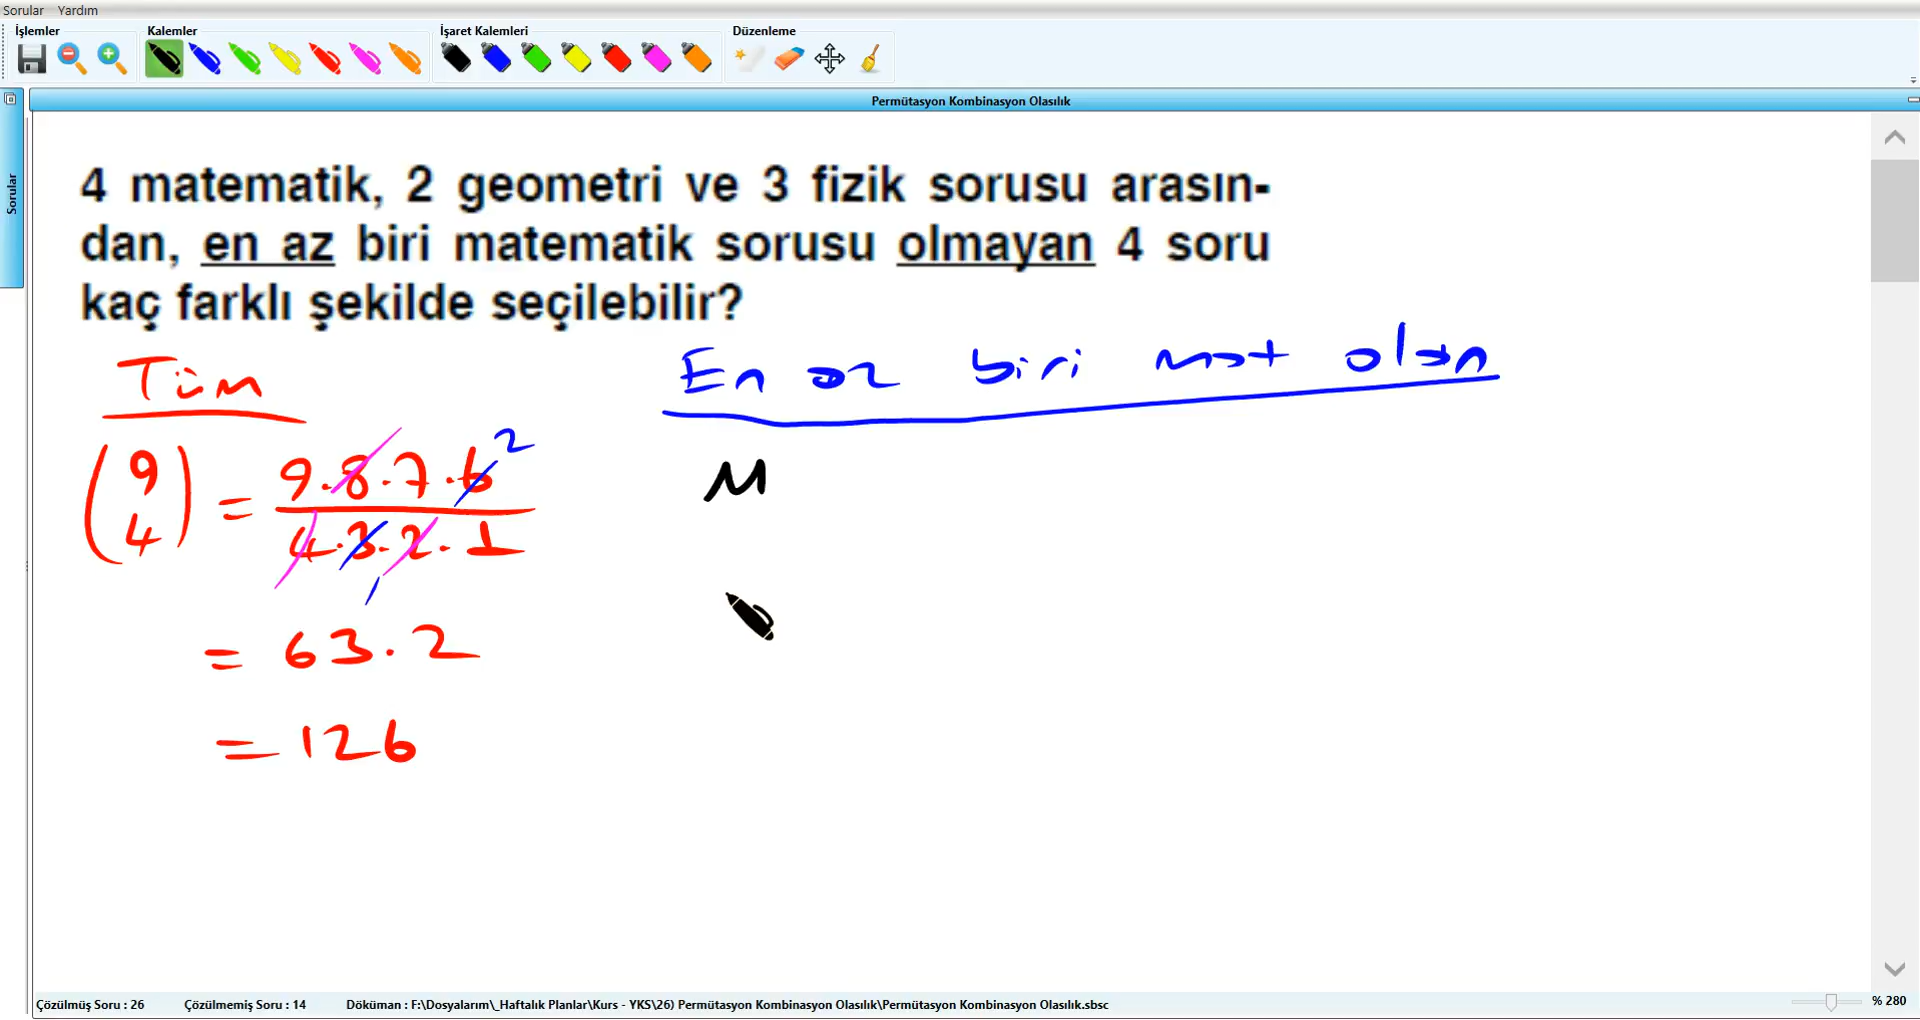 Sorular Yardım
İşlemler Kalemler İşaret Kalemleri Düzenleme
Permütasyon Kombinasyon Olasılık
Sorular
4 matematik, 2 geometri ve 3 fizik sorusu arasın-
dan, en az biri matematik sorusu olmayan 4 soru
kaç farklı şekilde seçilebilir?
Tüm
En az biri mat olan
(9 4) = 9.8.7.6 / 4.3.2.1
2
1
M
= 63.2
= 126
Çözülmüş Soru : 26 Çözülmemiş Soru : 14 Döküman : F:\Dosyalarım\_Haftalık Planlar\Kurs - YKS\26) Permütasyon Kombinasyon Olasılık\Permütasyon Kombinasyon Olasılık.sbsc % 280